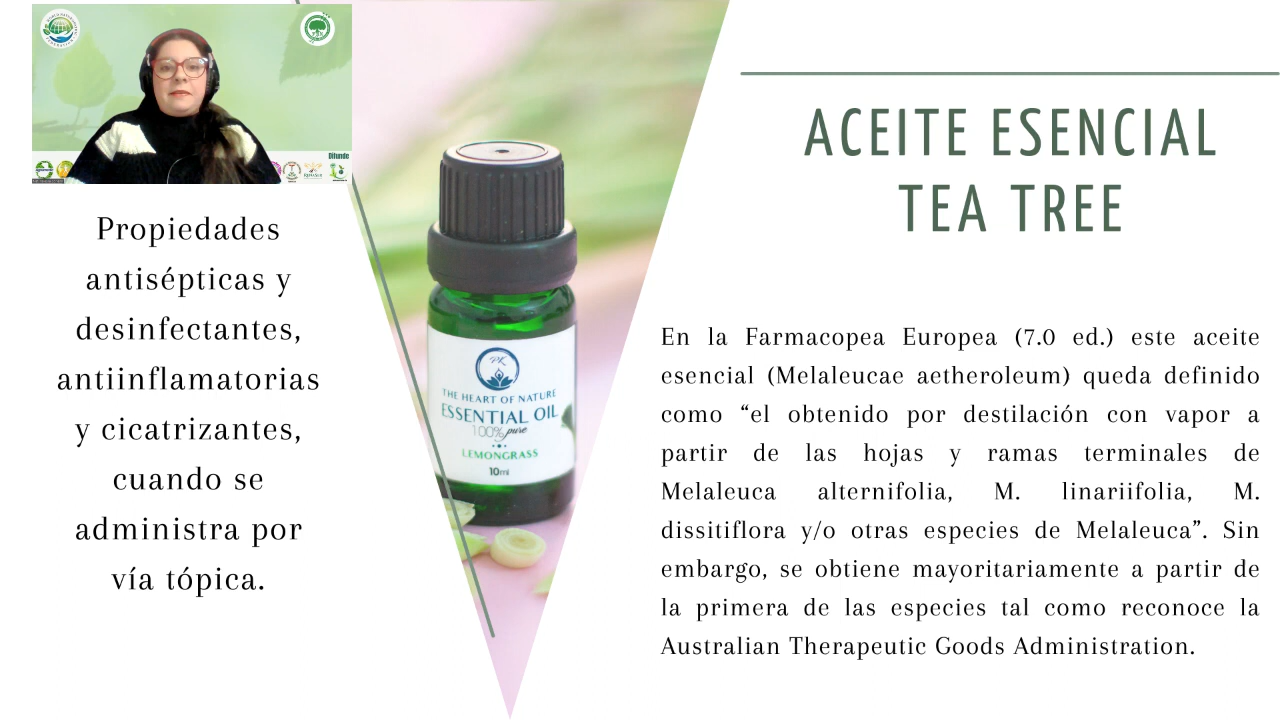 Difunde
ACEITE ESENCIAL
TEA TREE
Propiedades
antisépticas y
desinfectantes,
antiinflamatorias
y cicatrizantes,
cuando se
administra por
vía tópica.
PK
THE HEART OF NATURE
ESSENTIAL OIL
100% pure
LEMONGRASS
10ml
En la Farmacopea Europea (7.0 ed.) este aceite
esencial (Melaleucae aetheroleum) queda definido
como “el obtenido por destilación con vapor a
partir de las hojas y ramas terminales de
Melaleuca alternifolia, M. linariifolia, M.
dissitiflora y/o otras especies de Melaleuca”. Sin
embargo, se obtiene mayoritariamente a partir de
la primera de las especies tal como reconoce la
Australian Therapeutic Goods Administration.